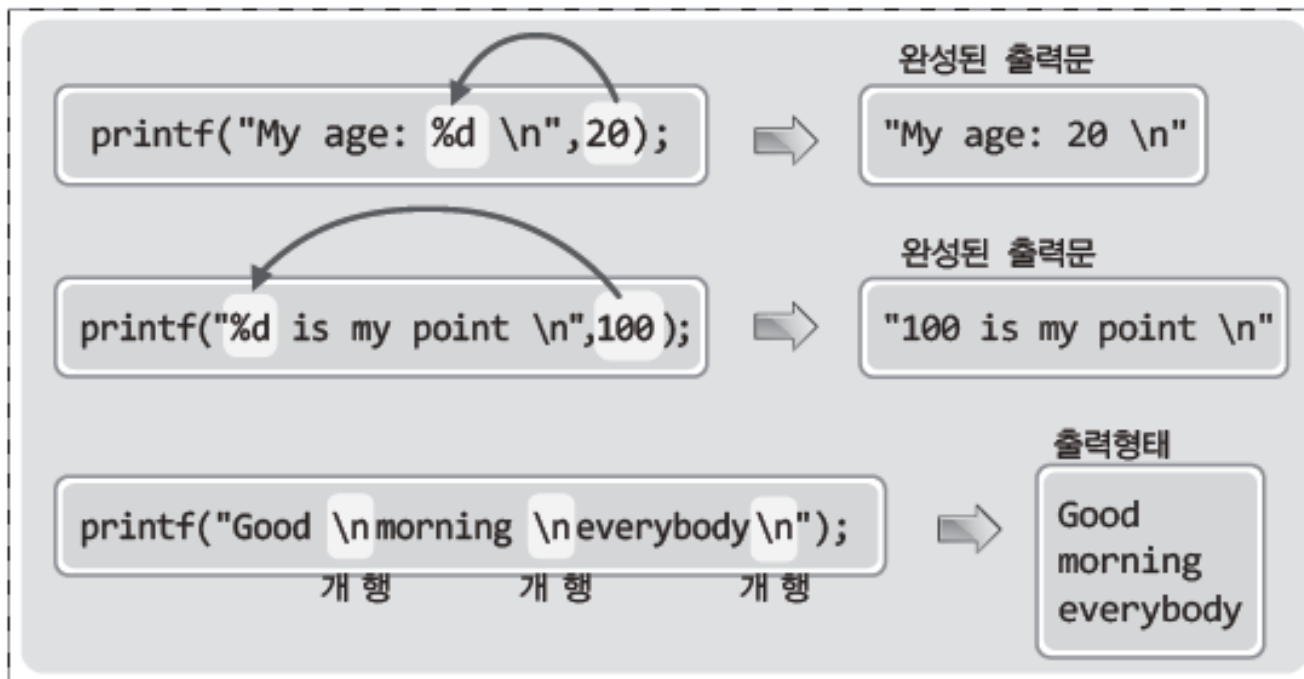 완성된 출력문
printf("My age: %d \n",20);
"My age: 20 \n"
완성된 출력문
printf("%d is my point \n",100);
"100 is my point \n"
출력형태
printf("Good \nmorning \neverybody\n");
개 행 개 행 개 행
Good
morning
everybody